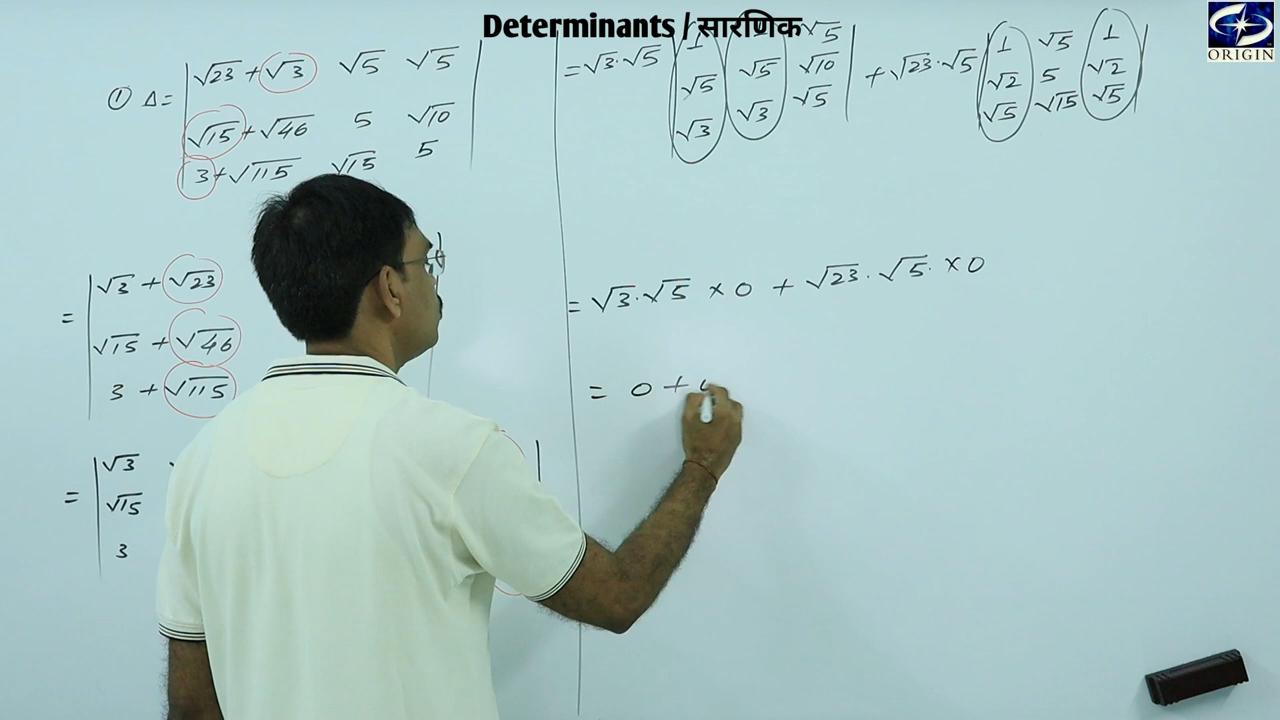 Determinants / सारणिक
ORIGIN
① Δ = | √23 + √3 √5 √5 |
| √15 + √46 5 √10 |
| 3 + √115 √15 5 |
= | √3 + √23
| √15 + √46
| 3 + √115
= | √3
| √15
| 3
= √3·√5 | 1 √5 | + √23·√5 | 1 √5 1 |
| √5 √5 √10 | | √2 5 √2 |
| √3 √3 √5 | | √5 √15 √5 |
= √3·√5 × 0 + √23·√5· × 0
= 0 +